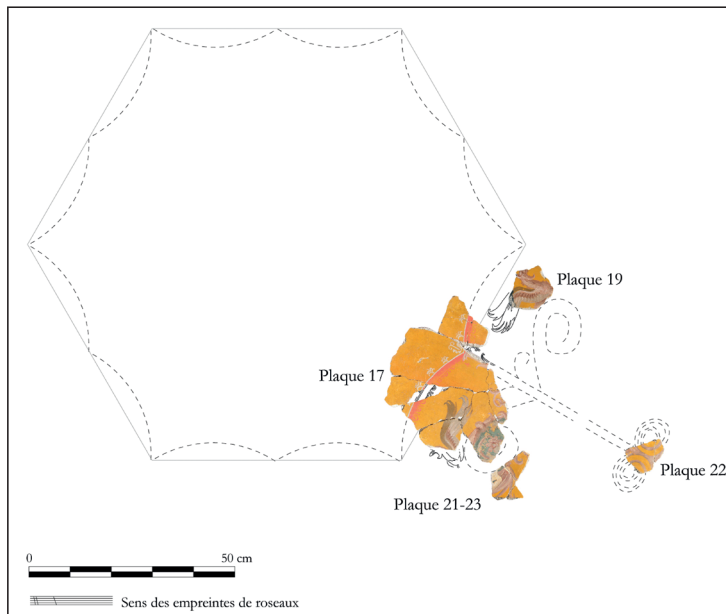 Plaque 19
Plaque 17
Plaque 22
Plaque 21-23
0 50 cm
Sens des empreintes de roseaux